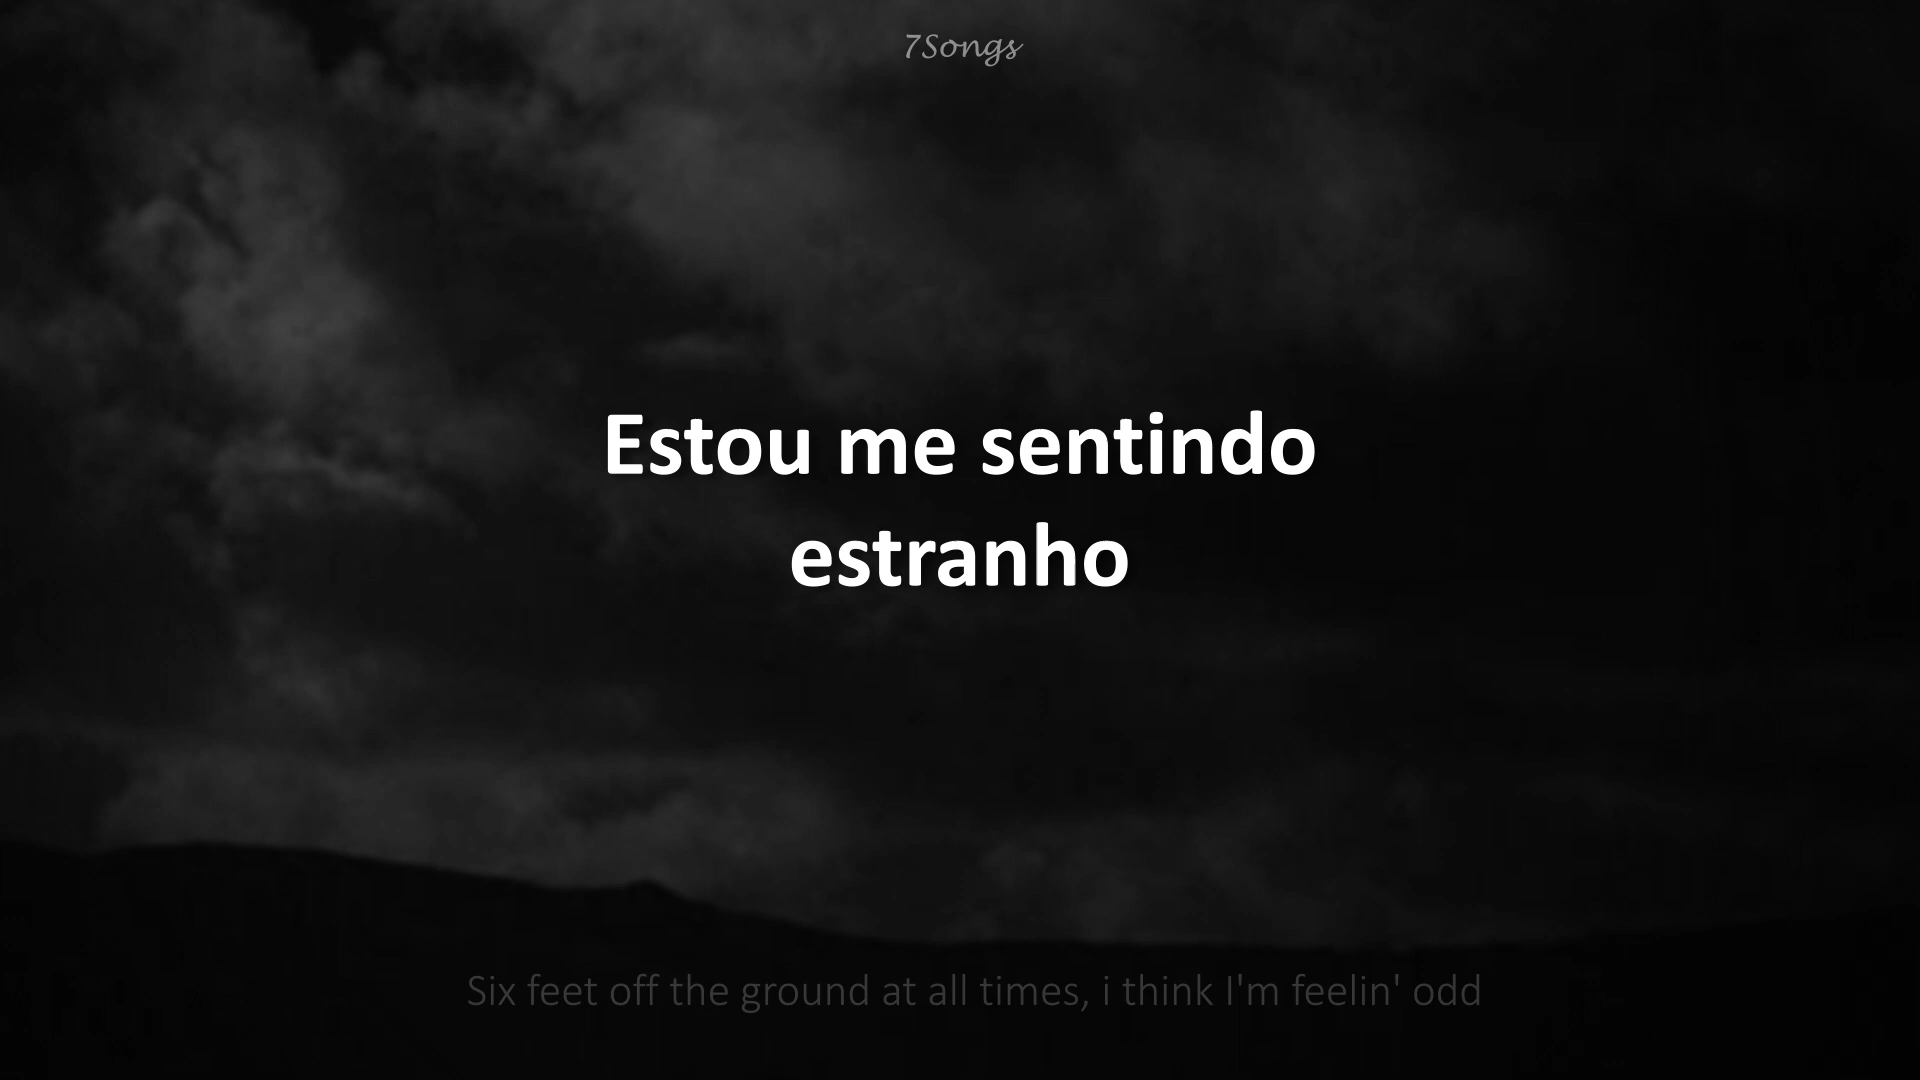 7Songs
Estou me sentindo
estranho
Six feet off the ground at all times, i think I'm feelin' odd